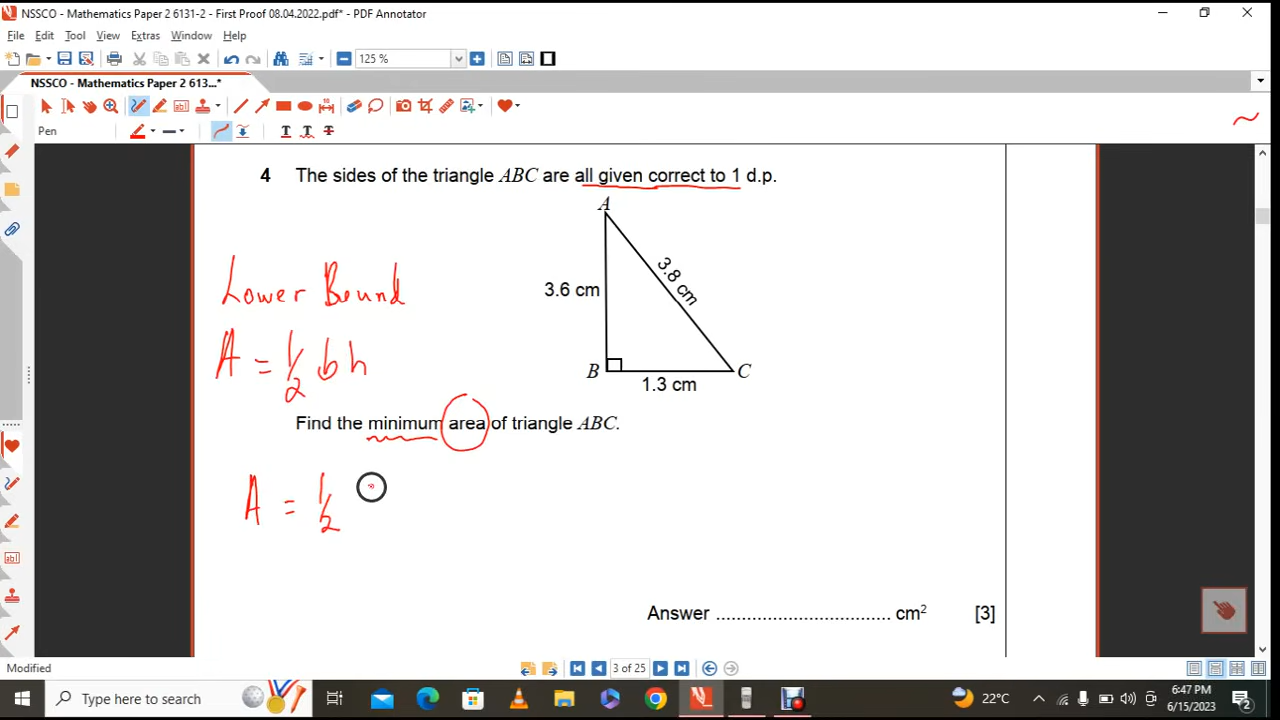 NSSCO - Mathematics Paper 2 6131-2 - First Proof 08.04.2022.pdf* - PDF Annotator
File Edit Tool View Extras Window Help
125 %
NSSCO - Mathematics Paper 2 613...*
Pen
4 The sides of the triangle ABC are all given correct to 1 d.p.
A
3.8 cm
3.6 cm
B
C
1.3 cm
Lower Bound
A = 1/2 b h
Find the minimum area of triangle ABC.
A = 1/2
Answer .................................. cm² [3]
Modified
3 of 25
Type here to search
22°C
6:47 PM
6/15/2023
2